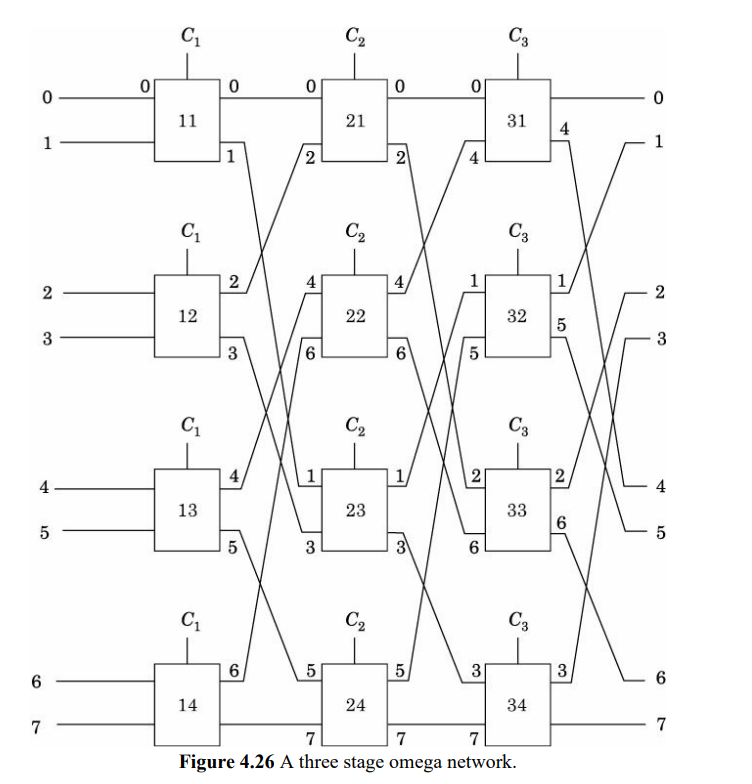 C1 C2 C3
0 0 0 0 0 0 0
11 21 31
1 1 2 2 4 4 1
C1 C2 C3
2 2 4 4 1 1 2
12 22 32
3 3 6 6 5 5 3
C1 C2 C3
4 4 1 1 2 2 4
13 23 33
5 5 3 3 6 6 5
C1 C2 C3
6 6 5 5 3 3 6
14 24 34
7 7 7 7 7
Figure 4.26 A three stage omega network.